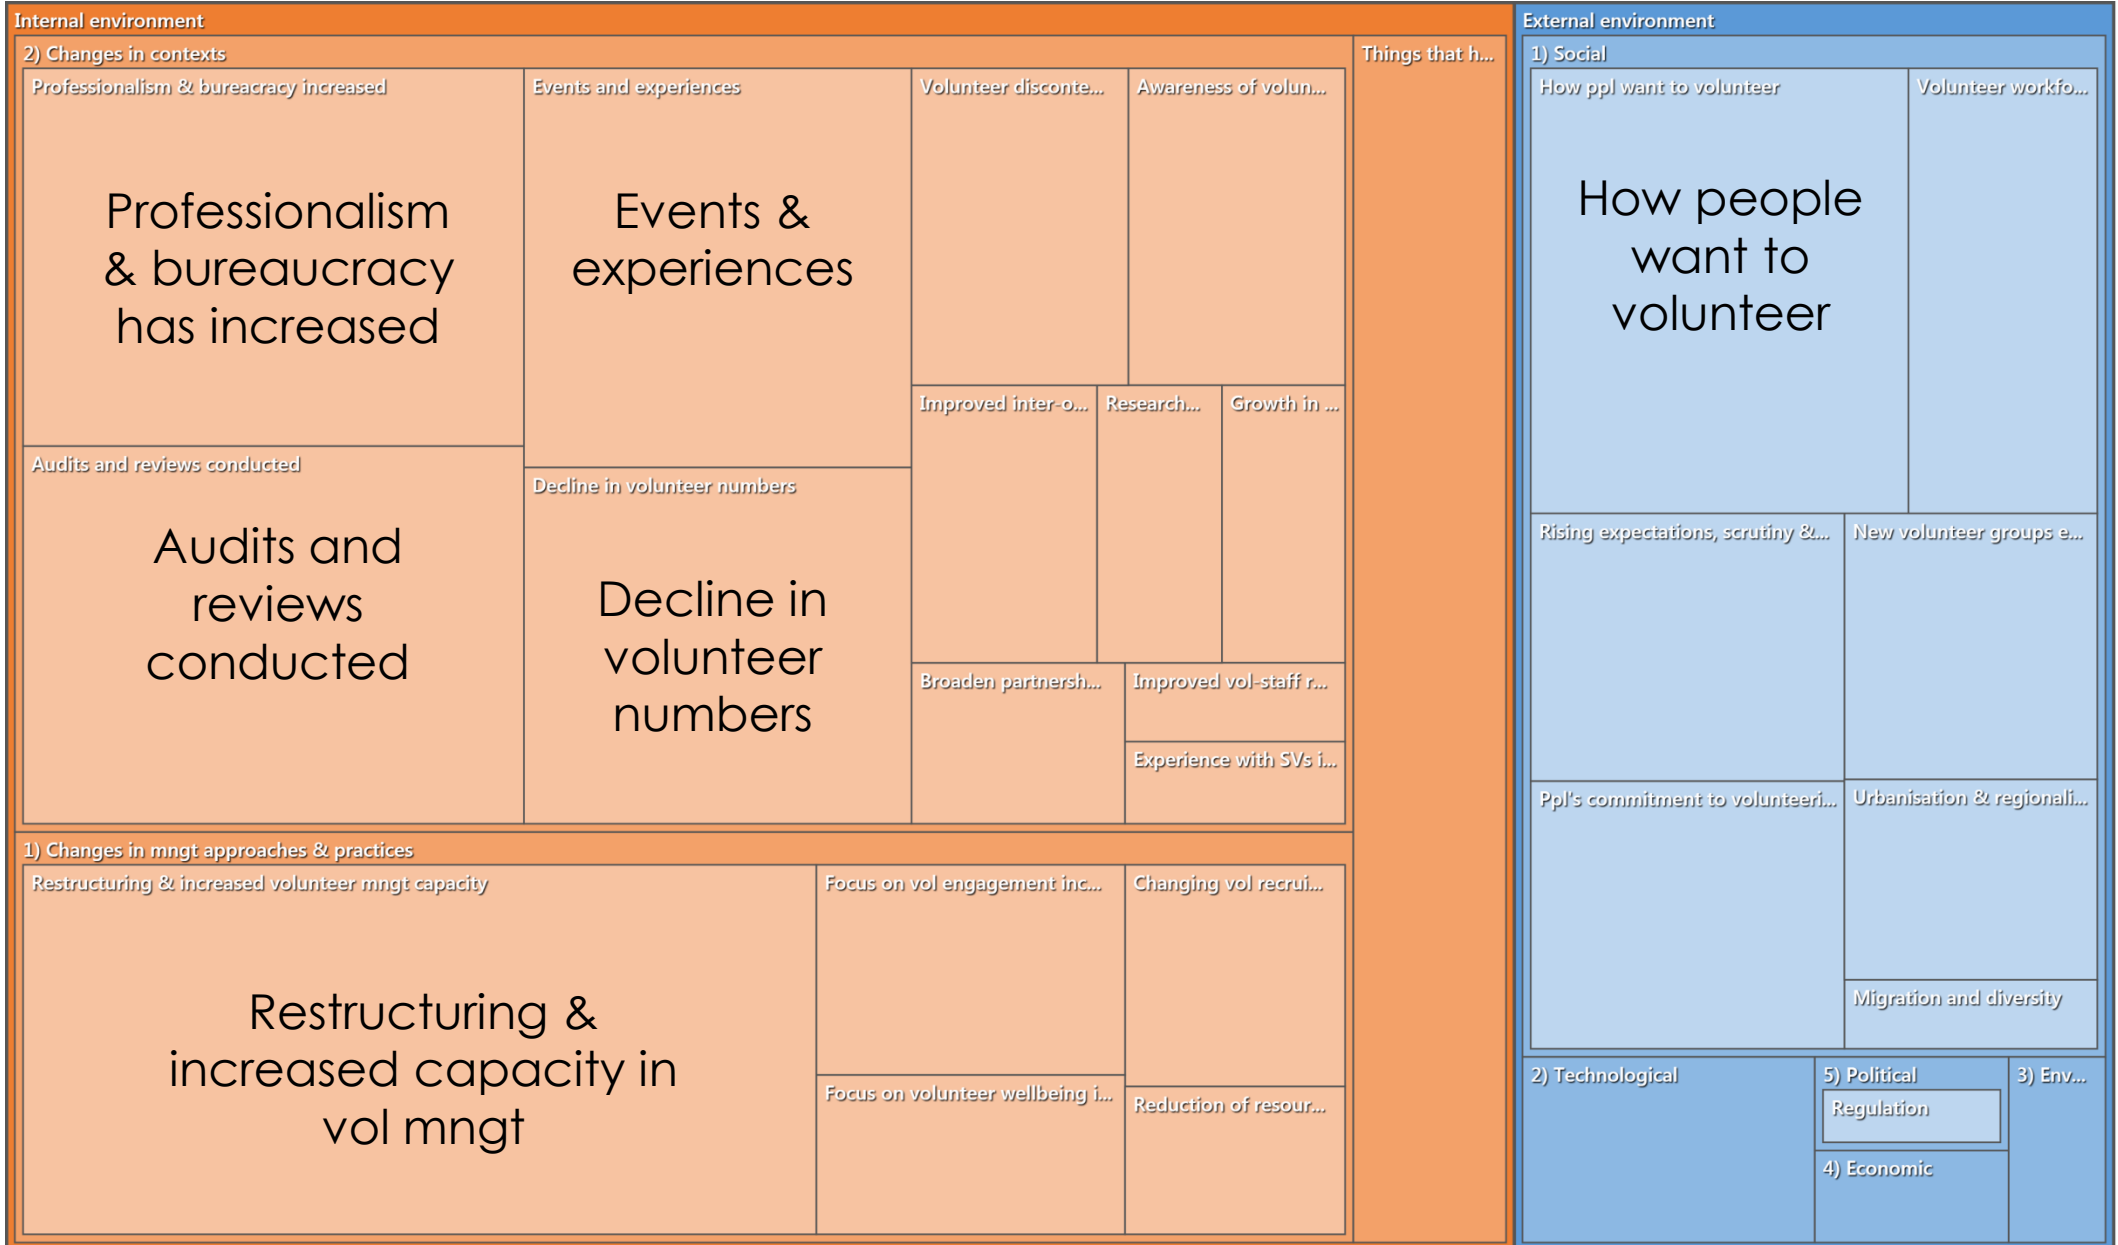 Internal environment
2) Changes in contexts
Professionalism & bureacracy increased
Professionalism
& bureaucracy
has increased
Events and experiences
Events &
experiences
Volunteer disconte...
Awareness of volun...
Improved inter-o...
Research...
Growth in ...
Audits and reviews conducted
Audits and
reviews
conducted
Decline in volunteer numbers
Decline in
volunteer
numbers
Broaden partnersh...
Improved vol-staff r...
Experience with SVs i...
1) Changes in mngt approaches & practices
Restructuring & increased volunteer mngt capacity
Restructuring &
increased capacity in
vol mngt
Focus on vol engagement inc...
Changing vol recrui...
Focus on volunteer wellbeing i...
Reduction of resour...
Things that h...
External environment
1) Social
How ppl want to volunteer
How people
want to
volunteer
Volunteer workfo...
Rising expectations, scrutiny &...
New volunteer groups e...
Ppl's commitment to volunteeri...
Urbanisation & regionali...
Migration and diversity
2) Technological
5) Political
Regulation
4) Economic
3) Env...